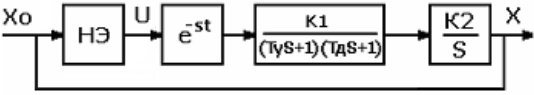 Xo
НЭ
U
e^-st
K1
(TyS+1)(TдS+1)
K2
S
X